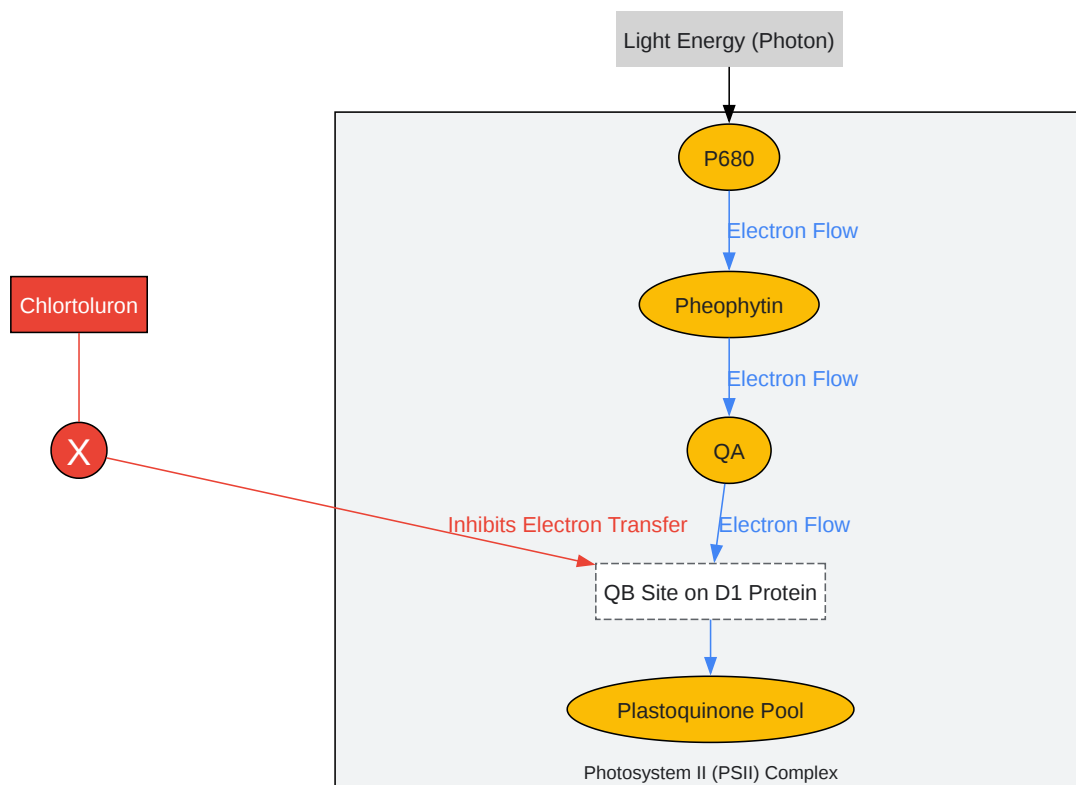 Light Energy (Photon)
P680
Electron Flow
Pheophytin
Chlortoluron
Electron Flow
X
QA
Inhibits Electron Transfer
Electron Flow
QB Site on D1 Protein
Plastoquinone Pool
Photosystem II (PSII) Complex